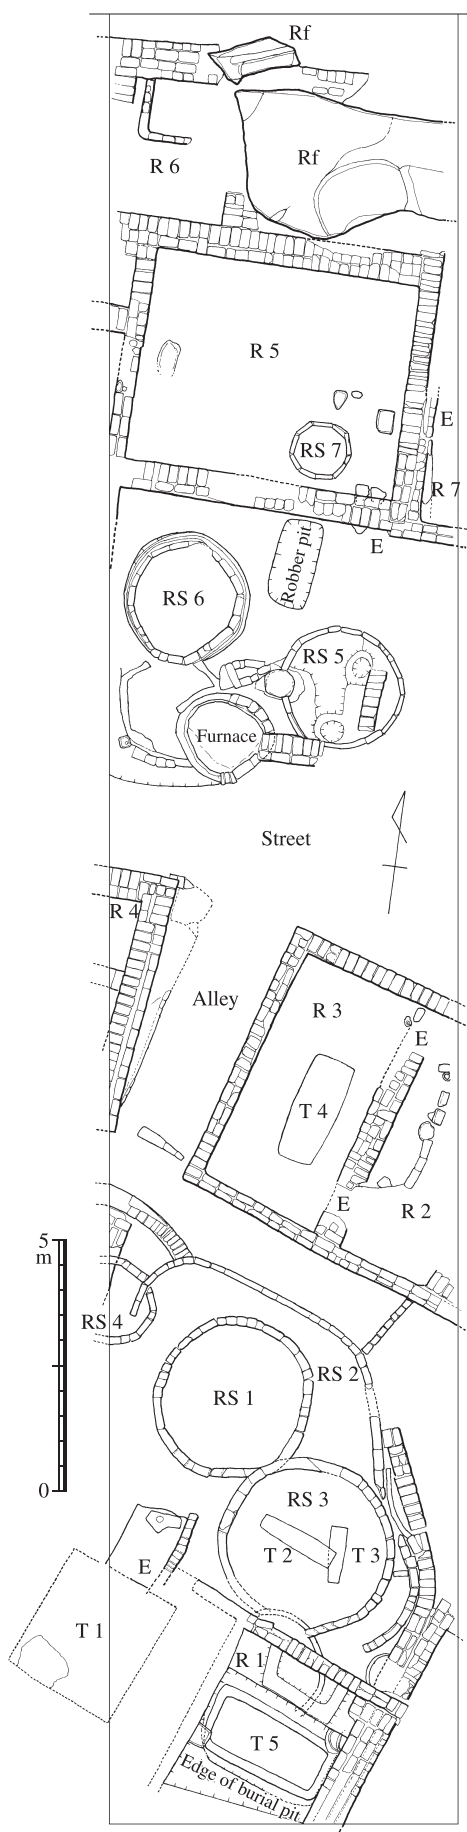 Rf
Rf
R 6
R 5
E
RS 7
R 7
E
Robber pit
RS 6
RS 5
Furnace
Street
R 4
Alley
R 3
E
T 4
E
R 2
5
m
RS 4
RS 2
RS 1
0
RS 3
T 2
T 3
E
T 1
R 1
T 5
Edge of burial pit